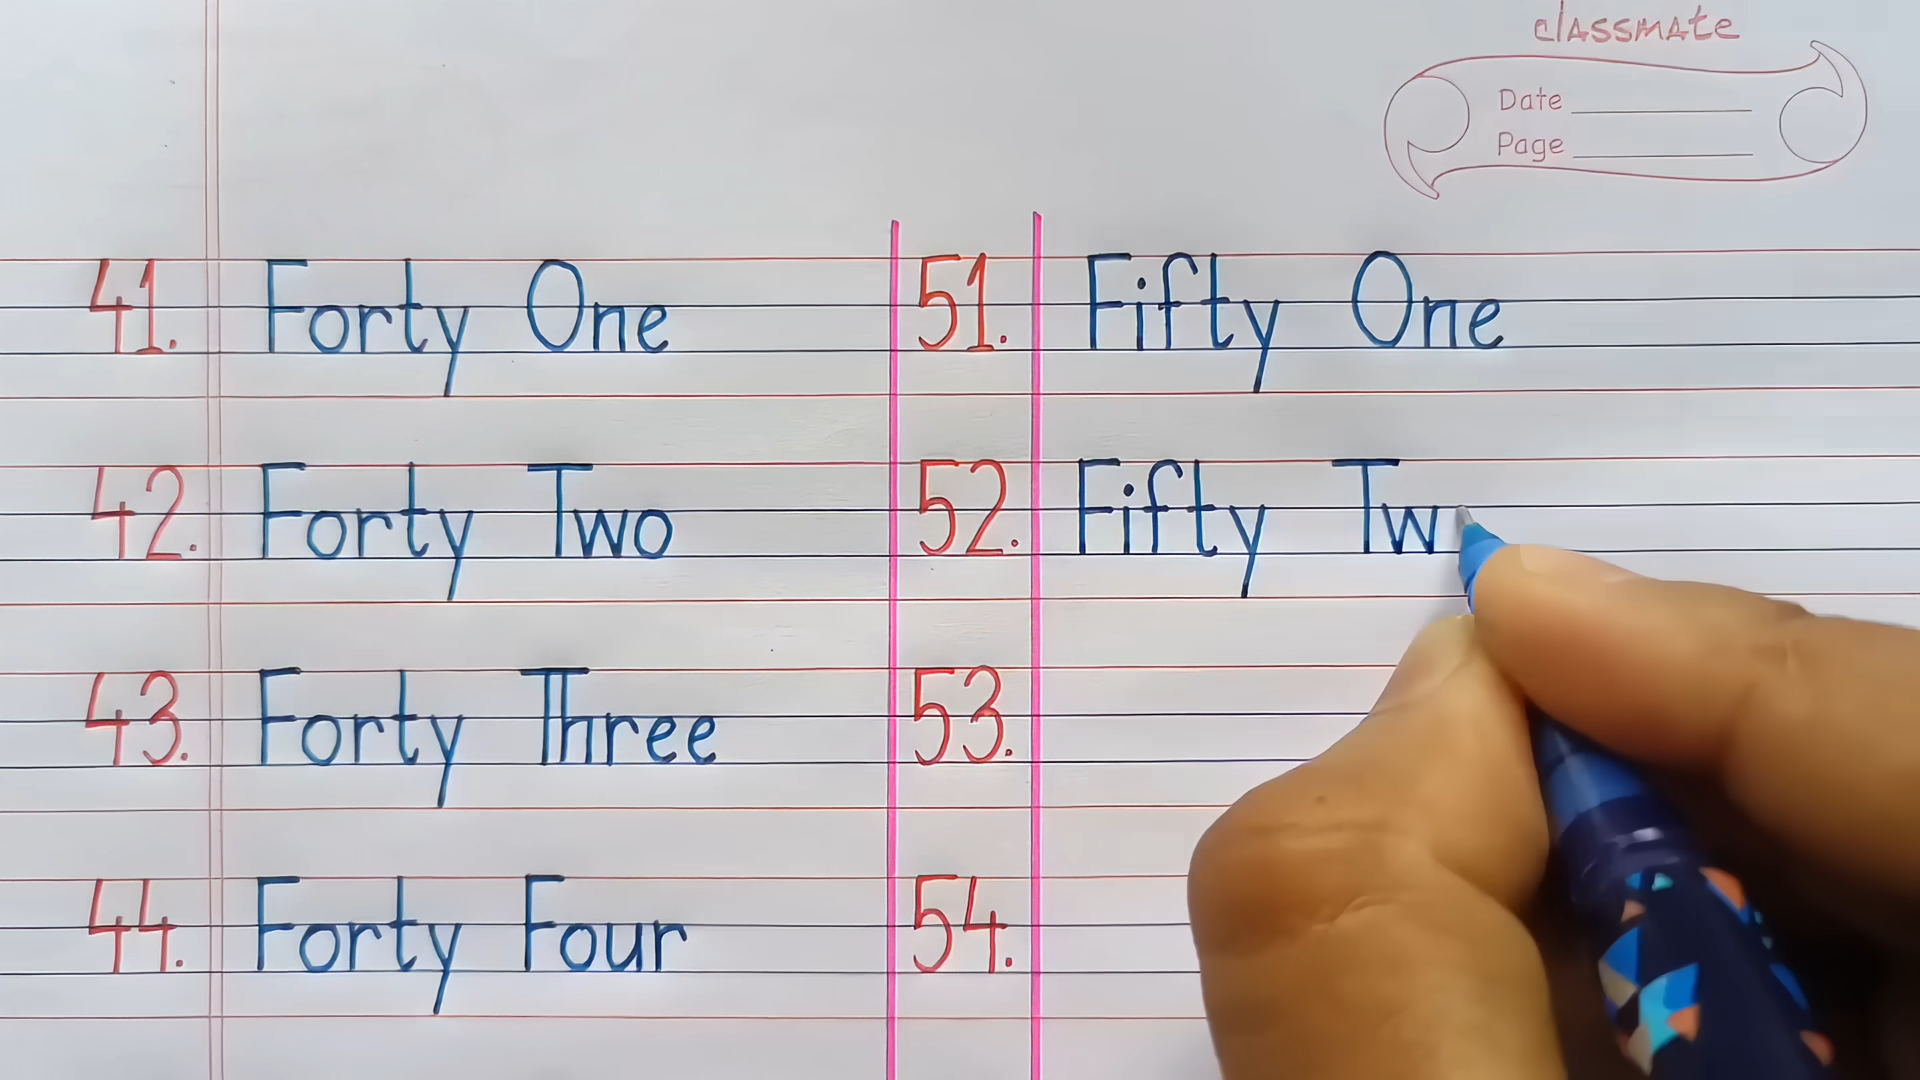 classmate
Date
Page
41. Forty One
51. Fifty One
42. Forty Two
52. Fifty Tw
43. Forty Three
53.
44. Forty Four
54.